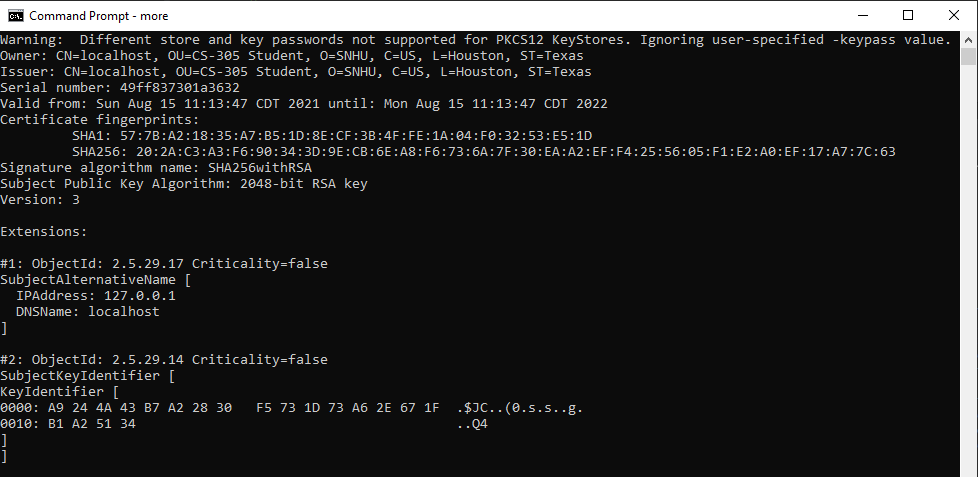 Command Prompt - more
Warning:  Different store and key passwords not supported for PKCS12 KeyStores. Ignoring user-specified -keypass value.
Owner: CN=localhost, OU=CS-305 Student, O=SNHU, C=US, L=Houston, ST=Texas
Issuer: CN=localhost, OU=CS-305 Student, O=SNHU, C=US, L=Houston, ST=Texas
Serial number: 49ff837301a3632
Valid from: Sun Aug 15 11:13:47 CDT 2021 until: Mon Aug 15 11:13:47 CDT 2022
Certificate fingerprints:
         SHA1: 57:7B:A2:18:35:A7:B5:1D:8E:CF:3B:4F:FE:1A:04:F0:32:53:E5:1D
         SHA256: 20:2A:C3:A3:F6:90:34:3D:9E:CB:6E:A8:F6:73:6A:7F:30:EA:A2:EF:F4:25:56:05:F1:E2:A0:EF:17:A7:7C:63
Signature algorithm name: SHA256withRSA
Subject Public Key Algorithm: 2048-bit RSA key
Version: 3
Extensions:
#1: ObjectId: 2.5.29.17 Criticality=false
SubjectAlternativeName [
  IPAddress: 127.0.0.1
  DNSName: localhost
]
#2: ObjectId: 2.5.29.14 Criticality=false
SubjectKeyIdentifier [
KeyIdentifier [
0000: A9 24 4A 43 B7 A2 28 30   F5 73 1D 73 A6 2E 67 1F  .$JC..(0.s.s..g.
0010: B1 A2 51 34                                        ..Q4
]
]